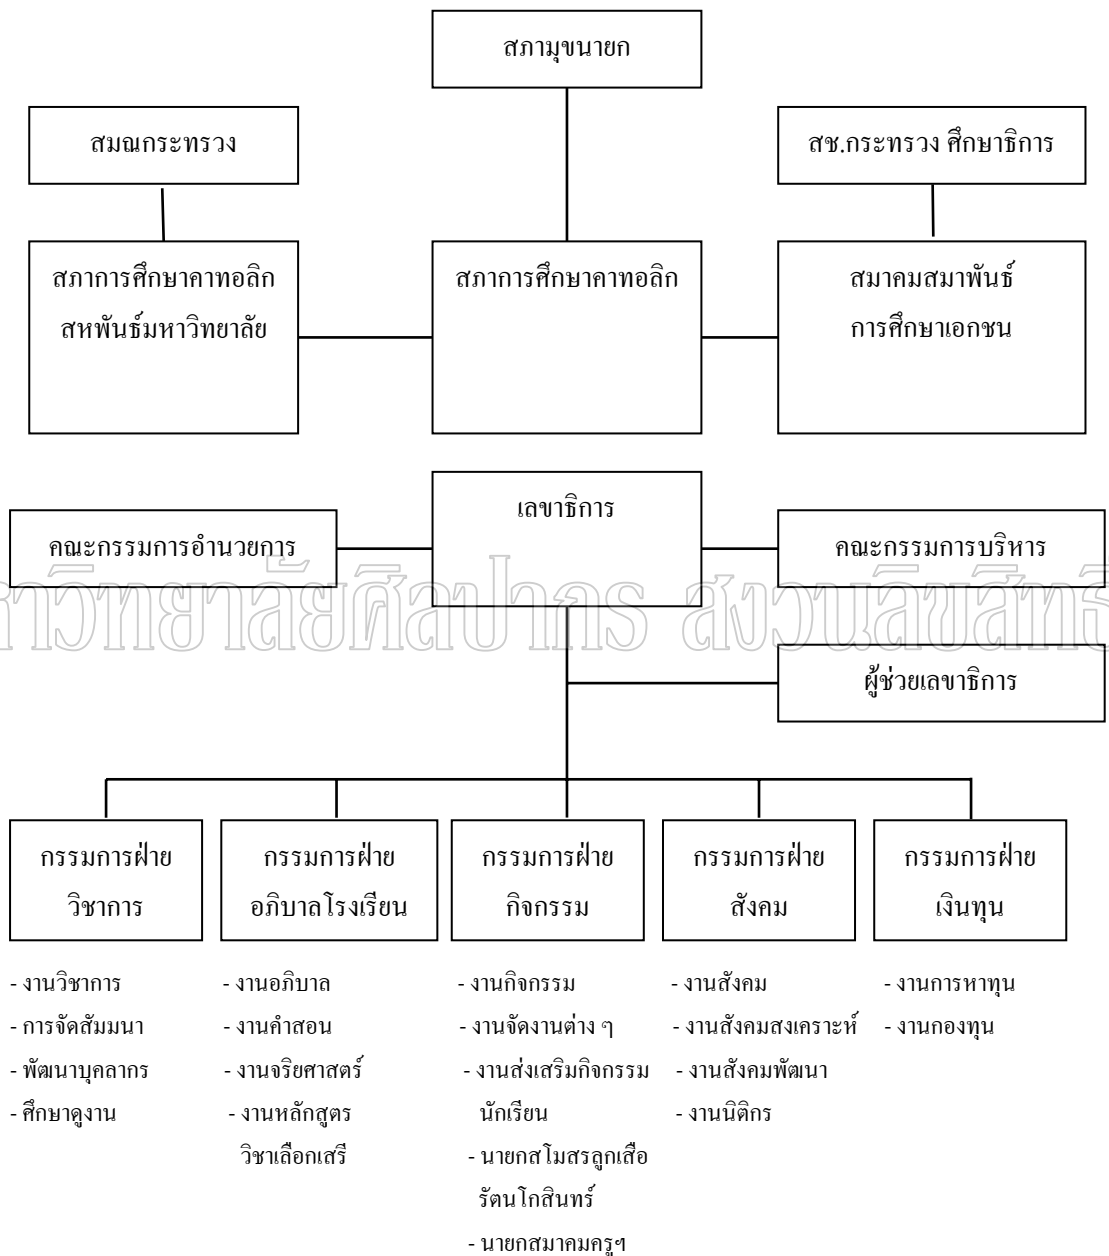 สภามุขนายก
สมณกระทรวง
สช.กระทรวง ศึกษาธิการ
สภาการศึกษาคาทอลิก
สหพันธ์มหาวิทยาลัย
สภาการศึกษาคาทอลิก
สมาคมสมาพันธ์
การศึกษาเอกชน
เลขาธิการ
คณะกรรมการอำนวยการ
คณะกรรมการบริหาร
หาวิทยาลัยศิลปากร สงวนลิขสิทธิ
ผู้ช่วยเลขาธิการ
กรรมการฝ่าย
วิชาการ
กรรมการฝ่าย
อภิบาลโรงเรียน
กรรมการฝ่าย
กิจกรรม
กรรมการฝ่าย
สังคม
กรรมการฝ่าย
เงินทุน
- งานวิชาการ
- การจัดสัมมนา
- พัฒนาบุคลากร
- ศึกษาดูงาน
- งานอภิบาล
- งานคำสอน
- งานจริยศาสตร์
- งานหลักสูตร
วิชาเลือกเสรี
- งานกิจกรรม
- งานจัดงานต่าง ๆ
- งานส่งเสริมกิจกรรม
นักเรียน
- นายกสโมสรลูกเสือ
รัตนโกสินทร์
- นายกสมาคมครูฯ
- งานสังคม
- งานสังคมสงเคราะห์
- งานสังคมพัฒนา
- งานนิติกร
- งานการหาทุน
- งานกองทุน